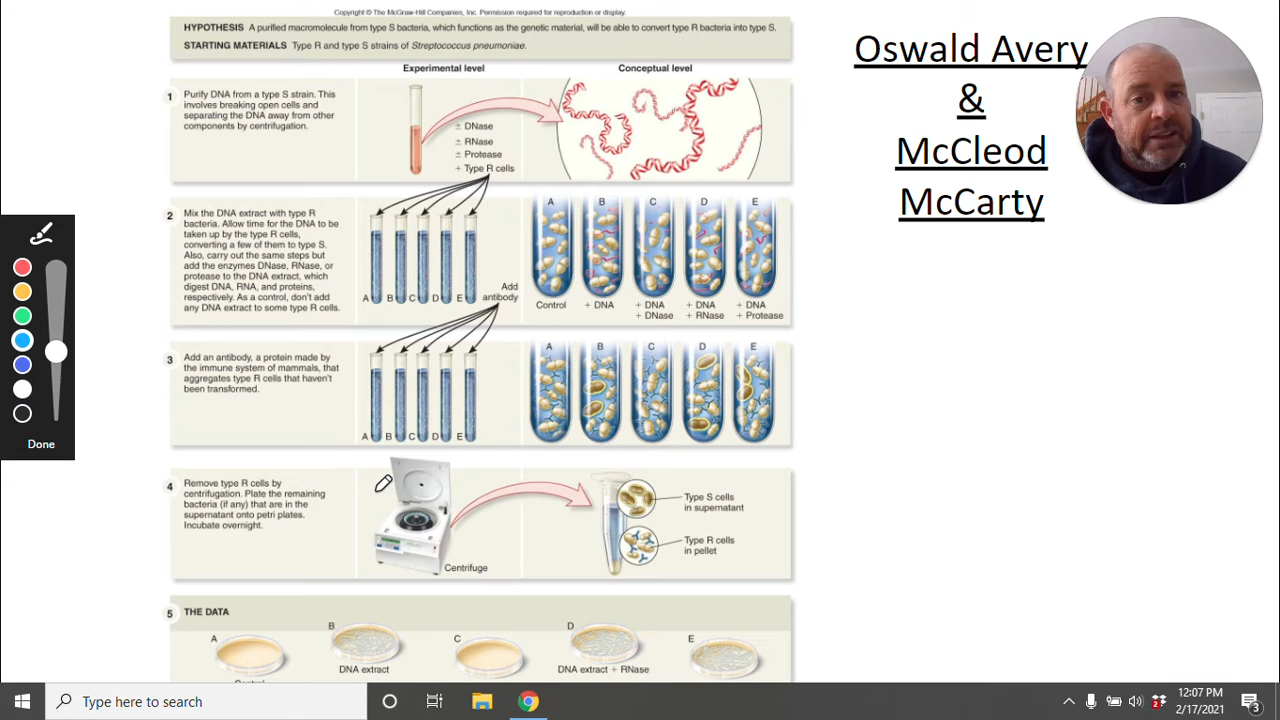 Copyright © The McGraw-Hill Companies, Inc. Permission required for reproduction or display.
HYPOTHESIS A purified macromolecule from type S bacteria, which functions as the genetic material, will be able to convert type R bacteria into type S.
STARTING MATERIALS Type R and type S strains of Streptococcus pneumoniae.
Oswald Avery
&
McCleod
McCarty
Experimental level
Conceptual level
1
Purify DNA from a type S strain. This
involves breaking open cells and
separating the DNA away from other
components by centrifugation.
± DNase
± RNase
± Protease
+ Type R cells
2
Mix the DNA extract with type R
bacteria. Allow time for the DNA to be
taken up by the type R cells,
converting a few of them to type S.
Also, carry out the same steps but
add the enzymes DNase, RNase, or
protease to the DNA extract, which
digest DNA, RNA, and proteins,
respectively. As a control, don't add
any DNA extract to some type R cells.
A B C D E
Add
antibody
A B C D E
Control
+ DNA
+ DNA
+ DNase
+ DNA
+ RNase
+ DNA
+ Protease
3
Add an antibody, a protein made by
the immune system of mammals, that
aggregates type R cells that haven't
been transformed.
A B C D E
A B C D E
Done
4
Remove type R cells by
centrifugation. Plate the remaining
bacteria (if any) that are in the
supernatant onto petri plates.
Incubate overnight.
Centrifuge
Type S cells
in supernatant
Type R cells
in pellet
5
THE DATA
A
B
DNA extract
C
D
DNA extract + RNase
E
Type here to search
12:07 PM
2/17/2021
2
3